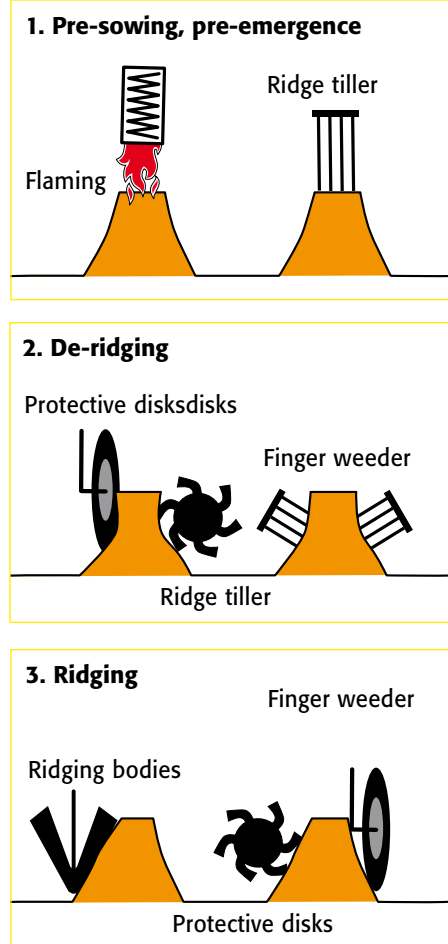 1. Pre-sowing, pre-emergence
Ridge tiller
Flaming
2. De-ridging
Protective disksdisks
Finger weeder
Ridge tiller
3. Ridging
Finger weeder
Ridging bodies
Protective disks